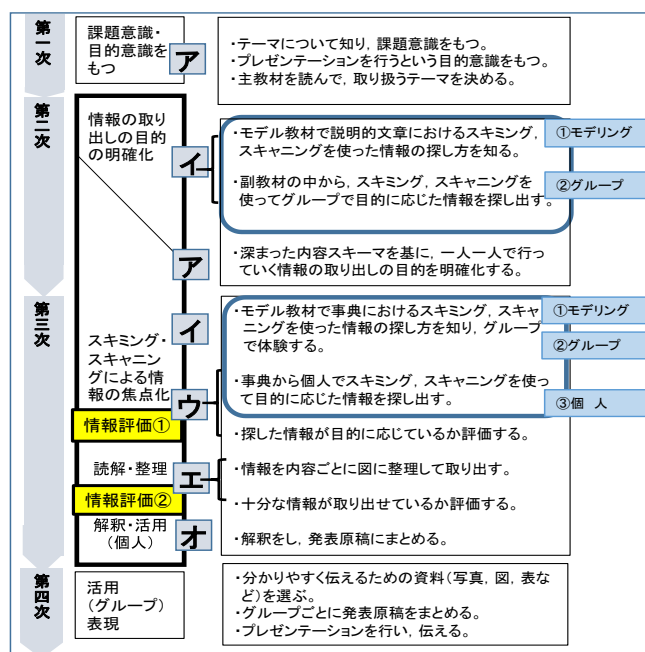 第一次
課題意識・
目的意識を
もつ
ア
・テーマについて知り，課題意識をもつ。
・プレゼンテーションを行うという目的意識をもつ。
・主教材を読んで，取り扱うテーマを決める。
第二次
情報の取り
出しの目的
の明確化
イ
・モデル教材で説明的文章におけるスキミング，
スキャニングを使った情報の探し方を知る。
①モデリング
・副教材の中から，スキミング，スキャニングを
使ってグループで目的に応じた情報を探し出す。
②グループ
ア
・深まった内容スキーマを基に，一人一人で行っ
ていく情報の取り出しの目的を明確化する。
第三次
スキミング・
スキャニン
グによる情
報の焦点化
イ
・モデル教材で事典におけるスキミング，スキャ
ニングを使った情報の探し方を知り，グループ
で体験する。
①モデリング
②グループ
ウ
・事典から個人でスキミング，スキャニングを使っ
て目的に応じた情報を探し出す。
③個　人
情報評価①
・探した情報が目的に応じているか評価する。
読解・整理
エ
・情報を内容ごとに図に整理して取り出す。
情報評価②
・十分な情報が取り出せているか評価する。
解釈・活用
（個人）
オ
・解釈をし，発表原稿にまとめる。
第四次
活用
（グループ）
表現
・分かりやすく伝えるための資料（写真，図，表な
ど）を選ぶ。
・グループごとに発表原稿をまとめる。
・プレゼンテーションを行い，伝える。